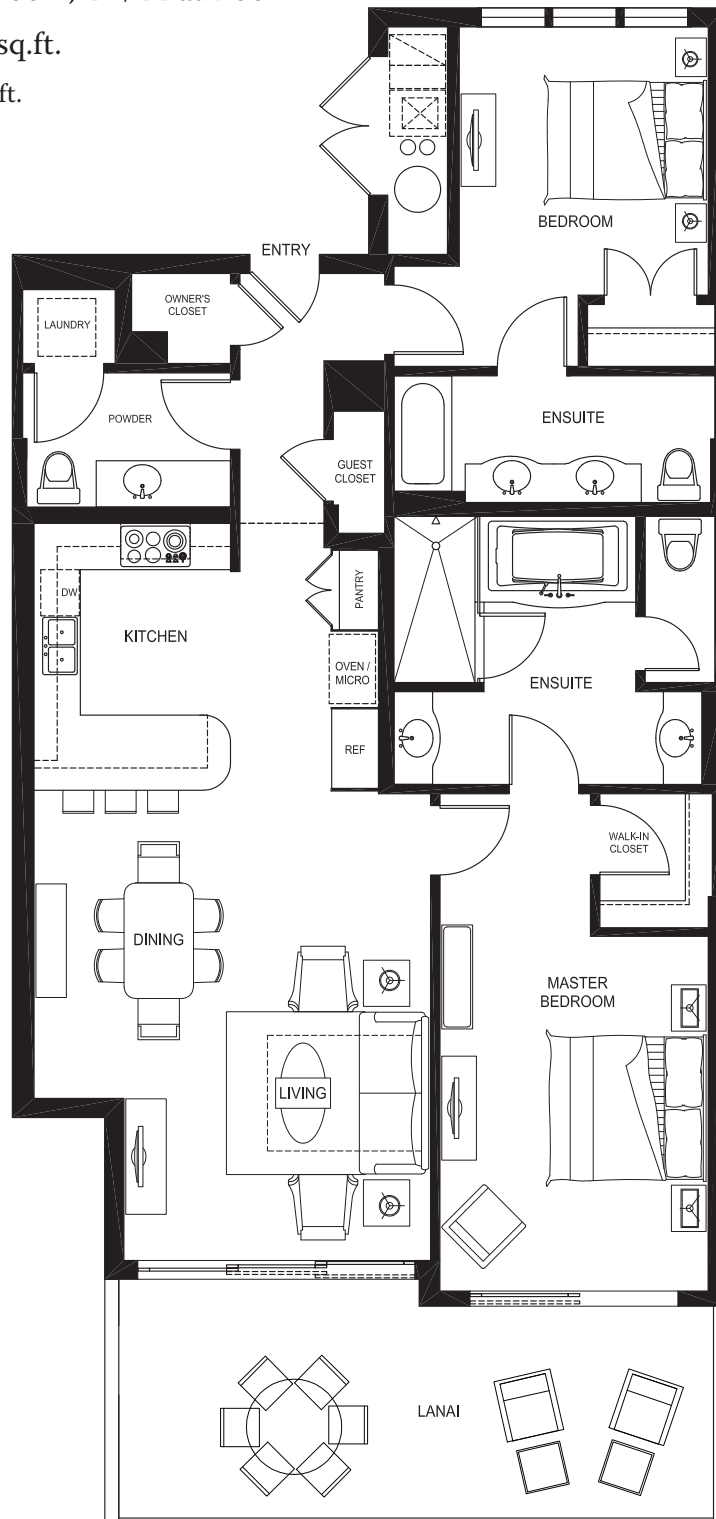 sq.ft.
ft.
BEDROOM
ENTRY
OWNER'S
CLOSET
LAUNDRY
POWDER
ENSUITE
GUEST
CLOSET
DW
PANTRY
KITCHEN
OVEN /
MICRO
ENSUITE
REF
WALK-IN
CLOSET
DINING
MASTER
BEDROOM
LIVING
LANAI